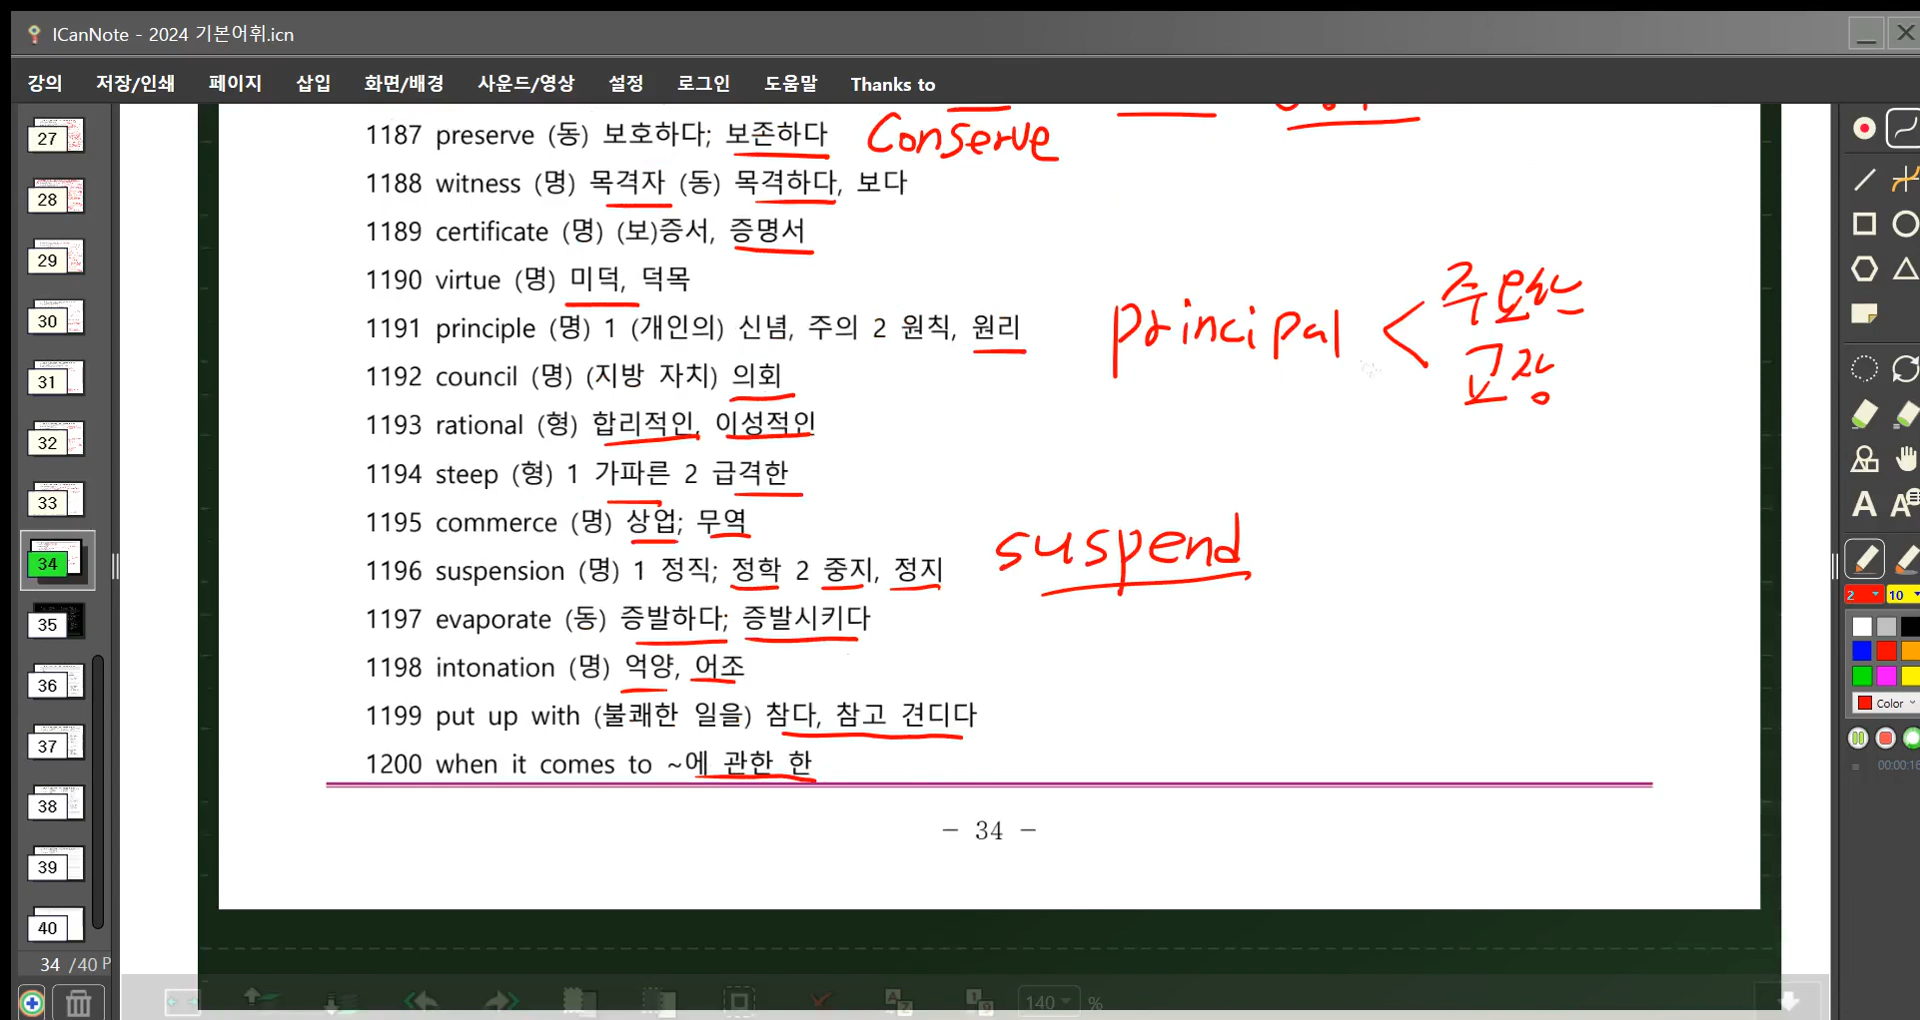 ICanNote - 2024 기본어휘.icn
강의 저장/인쇄 페이지 삽입 화면/배경 사운드/영상 설정 로그인 도움말 Thanks to
1187 preserve (동) 보호하다; 보존하다 Conserve
1188 witness (명) 목격자 (동) 목격하다, 보다
1189 certificate (명) (보)증서, 증명서
1190 virtue (명) 미덕, 덕목
1191 principle (명) 1 (개인의) 신념, 주의 2 원칙, 원리
principal < 주요한
교장
1192 council (명) (지방 자치) 의회
1193 rational (형) 합리적인, 이성적인
1194 steep (형) 1 가파른 2 급격한
1195 commerce (명) 상업; 무역
1196 suspension (명) 1 정직; 정학 2 중지, 정지 suspend
1197 evaporate (동) 증발하다; 증발시키다
1198 intonation (명) 억양, 어조
1199 put up with (불쾌한 일을) 참다, 참고 견디다
1200 when it comes to ~에 관한 한
- 34 -
27
28
29
30
31
32
33
34
35
36
37
38
39
40
34 /40 P
2 10
Color
00:00:16
140 %